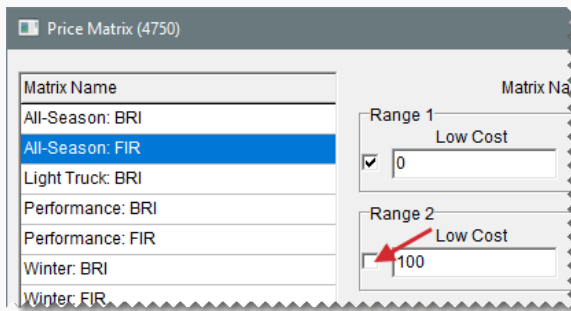 Price Matrix (4750)
Matrix Name
All-Season: BRI
All-Season: FIR
Light Truck: BRI
Performance: BRI
Performance: FIR
Winter: BRI
Winter: FIR
Matrix Na
Range 1
Low Cost
0
Range 2
Low Cost
100